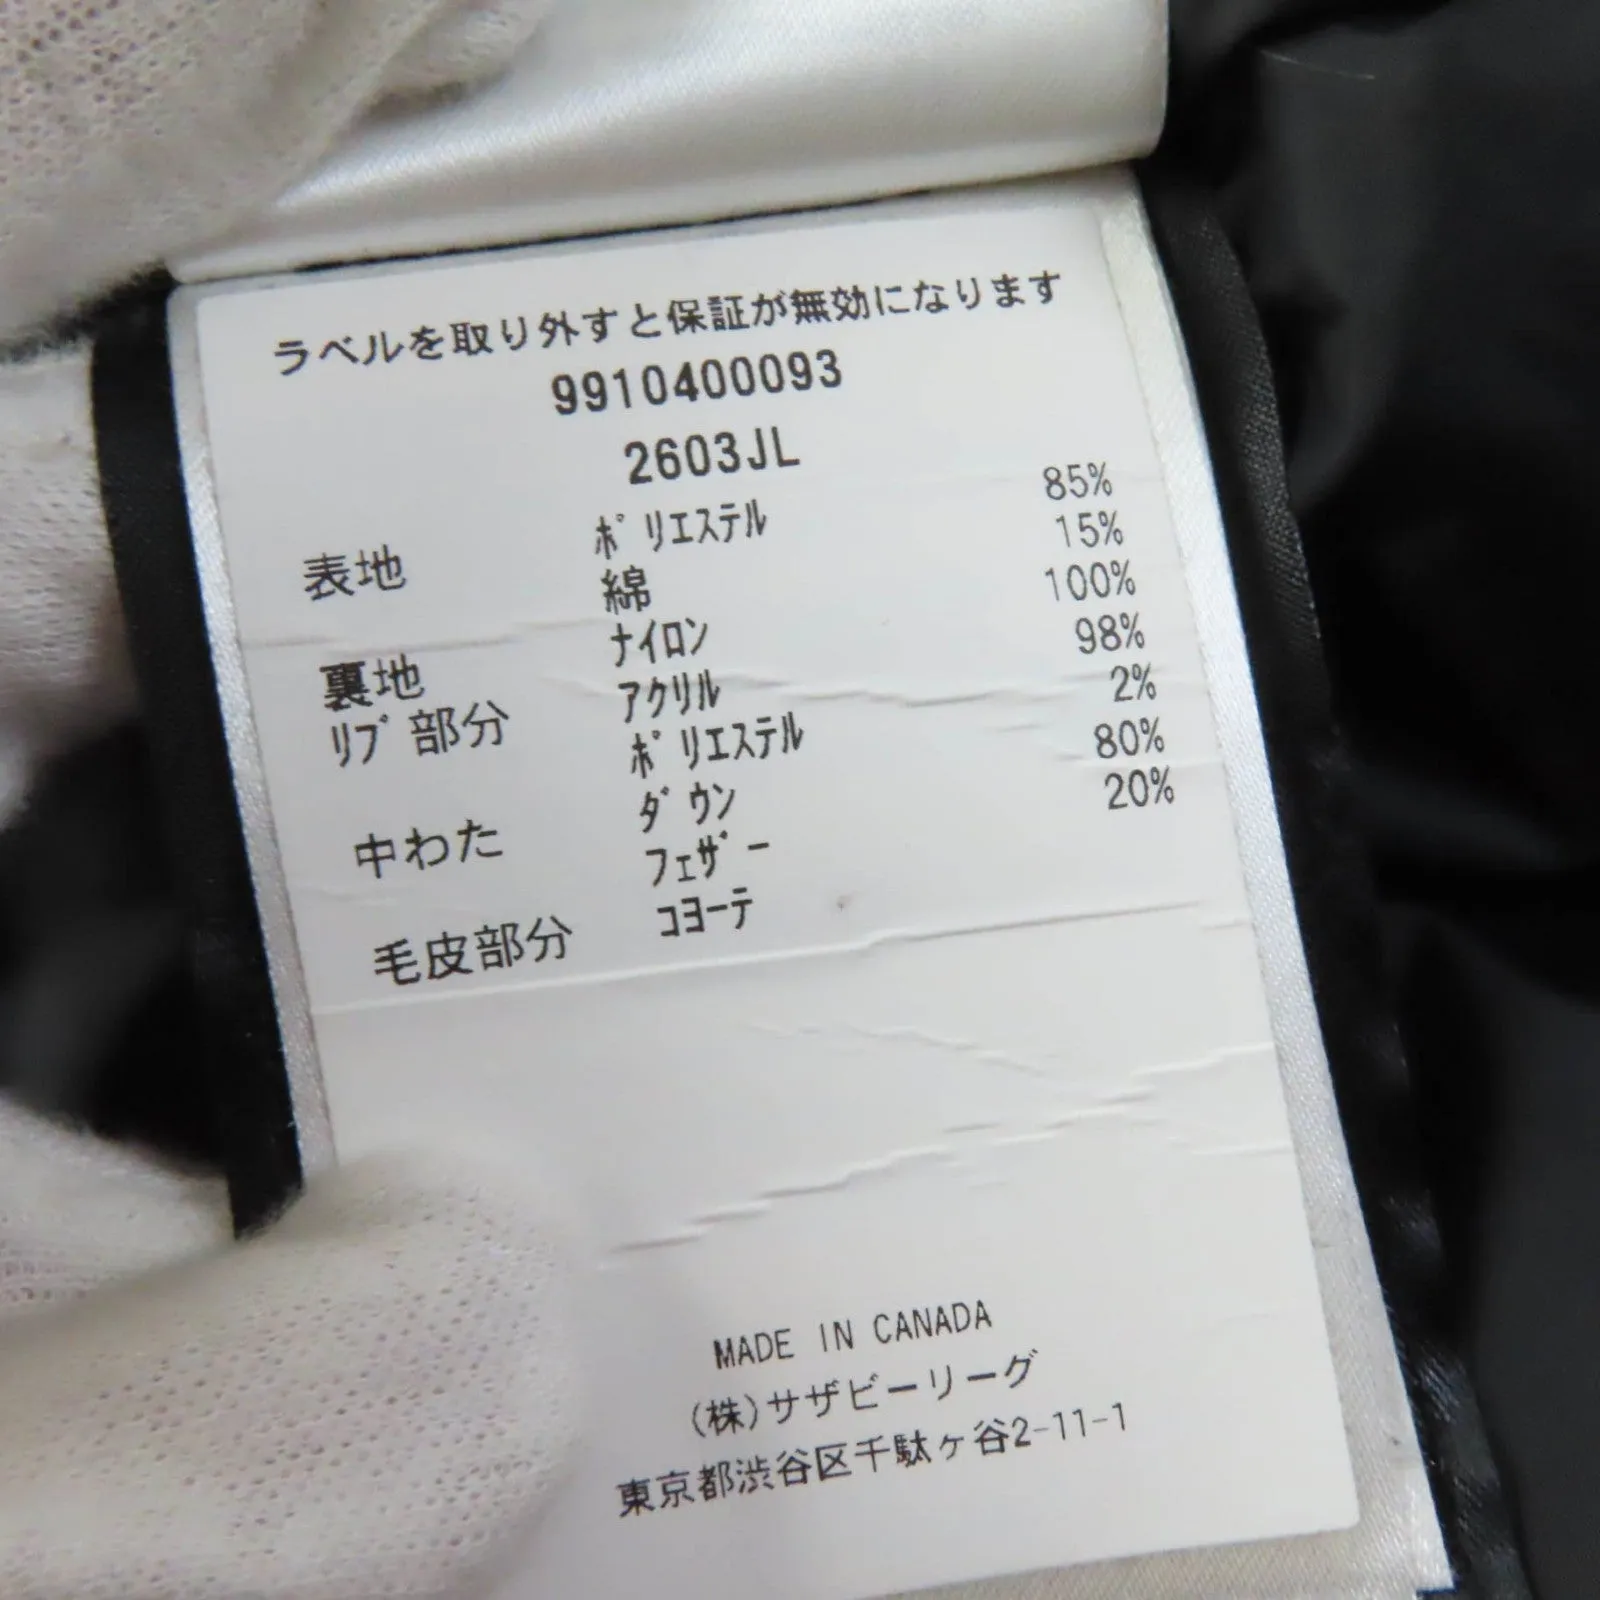 ラベルを取り外すと保証が無効になります
9910400093
2603JL
表地 ﾎﾟﾘｴｽﾃﾙ 85%
綿 15%
裏地 ﾅｲﾛﾝ 100%
ﾘﾌﾞ部分 ｱｸﾘﾙ 98%
ﾎﾟﾘｴｽﾃﾙ 2%
中わた ﾀﾞｳﾝ 80%
ﾌｪｻﾞｰ 20%
毛皮部分 ｺﾖｰﾃ
MADE IN CANADA
(株)サザビーリーグ
東京都渋谷区千駄ヶ谷2-11-1